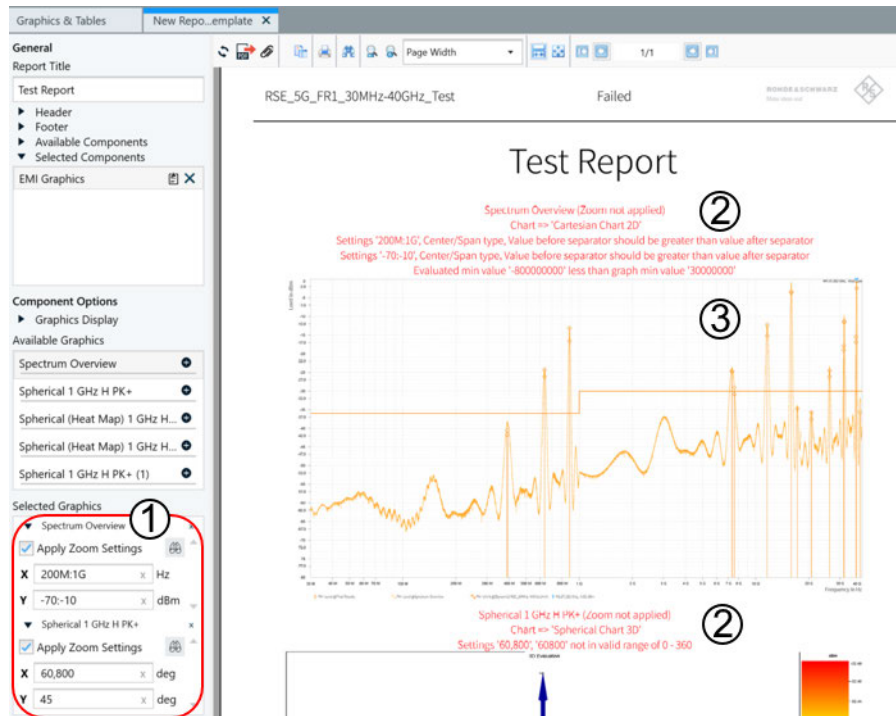 Graphics & Tables
New Repo...emplate X
General
Report Title
Test Report
Header
Footer
Available Components
Selected Components
EMI Graphics
Component Options
Graphics Display
Available Graphics
Spectrum Overview
Spherical 1 GHz H PK+
Spherical (Heat Map) 1 GHz H...
Spherical (Heat Map) 1 GHz H...
Spherical 1 GHz H PK+ (1)
Selected Graphics
1
Spectrum Overview x
Apply Zoom Settings
X 200M:1G x Hz
Y -70:-10 x dBm
Spherical 1 GHz H PK+ x
Apply Zoom Settings
X 60,800 x deg
Y 45 x deg
PDF
Page Width
1/1
RSE_5G_FR1_30MHz-40GHz_Test Failed ROHDE & SCHWARZ
Test Report
Spectrum Overview (Zoom not applied)
2
Chart => 'Cartesian Chart 2D'
Settings '200M:1G', Center/Span type, Value before separator should be greater than value after separator
Settings '-70:-10', Center/Span type, Value before separator should be greater than value after separator
Evaluated min value '-800000000' less than graph min value '30000000'
3
Frequency in Hz
Spherical 1 GHz H PK+ (Zoom not applied)
2
Chart => 'Spherical Chart 3D'
Settings '60,800', '60800' not in valid range of 0 - 360